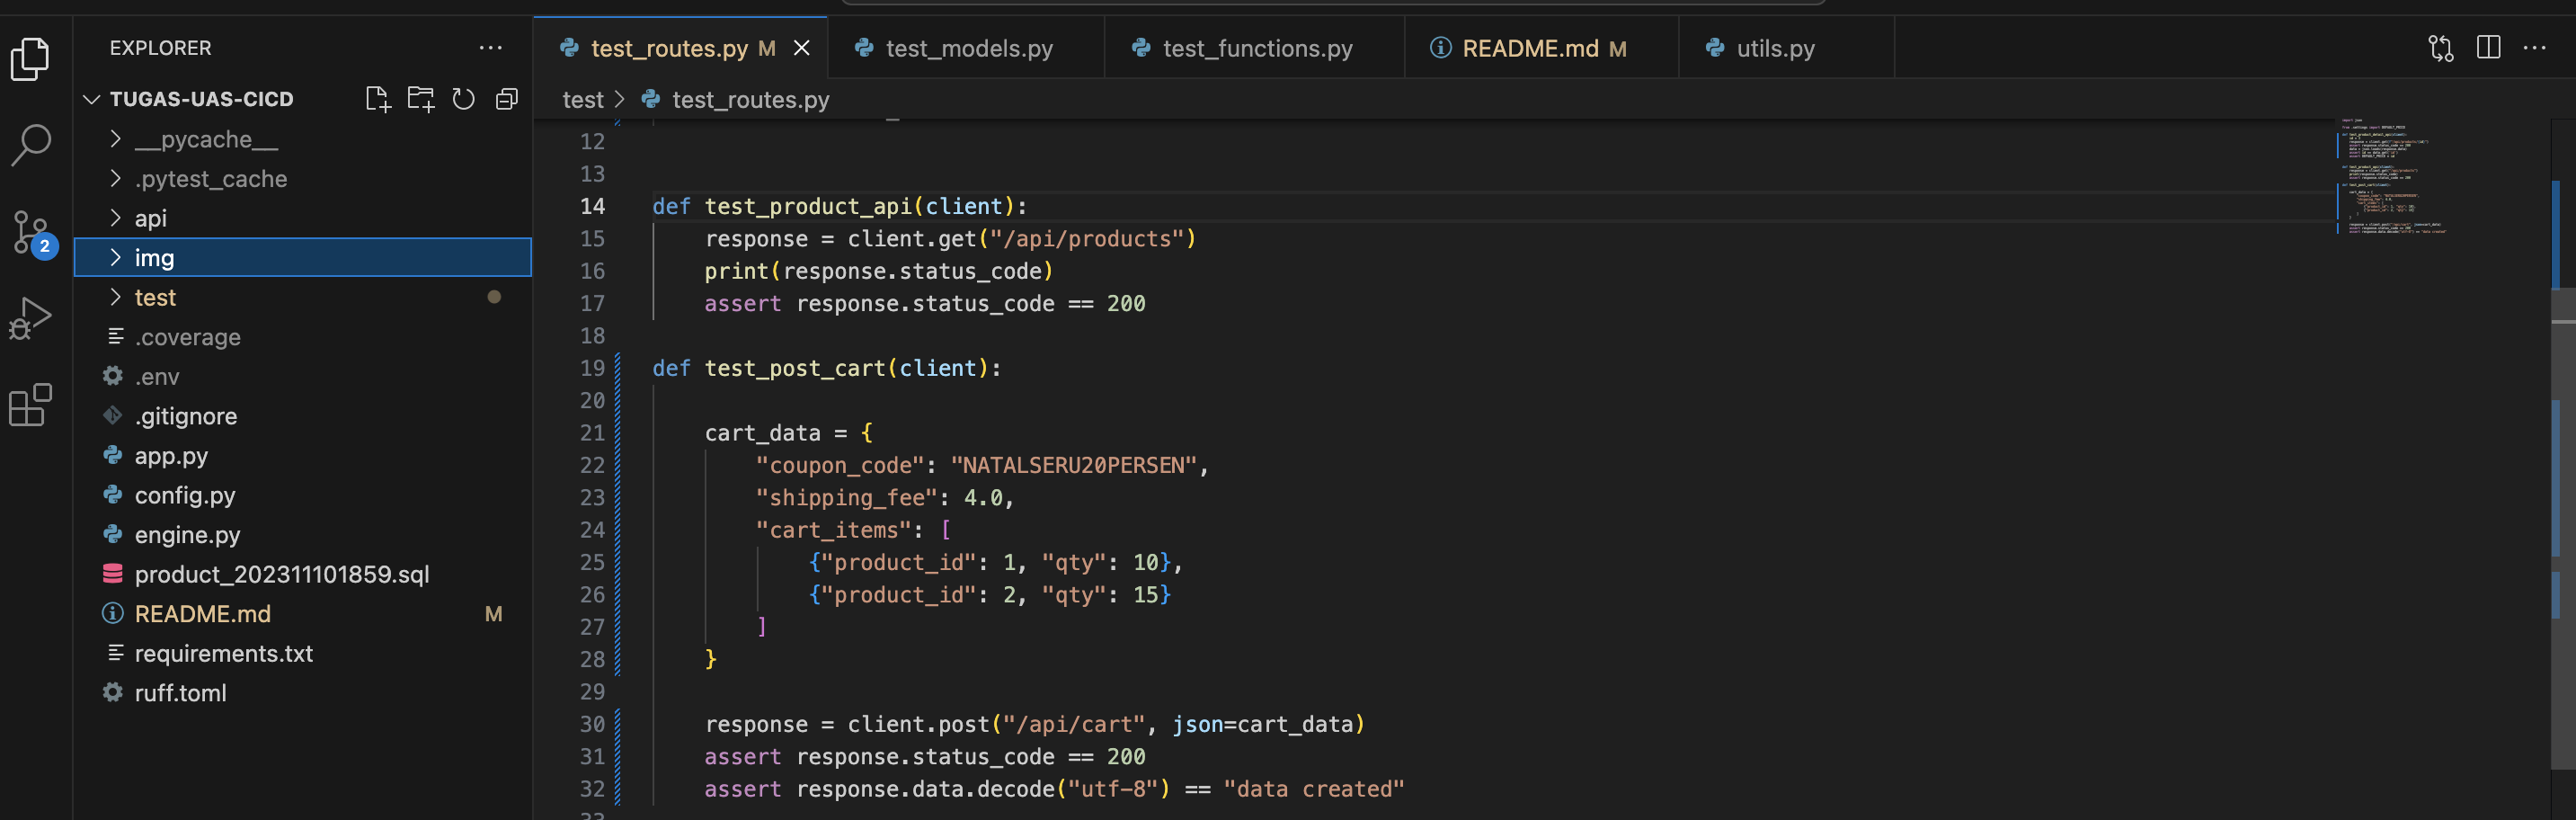 EXPLORER
TUGAS-UAS-CICD
__pycache__
.pytest_cache
api
img
test
.coverage
.env
.gitignore
app.py
config.py
engine.py
product_202311101859.sql
README.md M
requirements.txt
ruff.toml
2
test_routes.py M
test_models.py
test_functions.py
README.md M
utils.py
test > test_routes.py
12
13
14 def test_product_api(client):
15 response = client.get("/api/products")
16 print(response.status_code)
17 assert response.status_code == 200
18
19 def test_post_cart(client):
20
21 cart_data = {
22 "coupon_code": "NATALSERU20PERSEN",
23 "shipping_fee": 4.0,
24 "cart_items": [
25 {"product_id": 1, "qty": 10},
26 {"product_id": 2, "qty": 15}
27 ]
28 }
29
30 response = client.post("/api/cart", json=cart_data)
31 assert response.status_code == 200
32 assert response.data.decode("utf-8") == "data created"